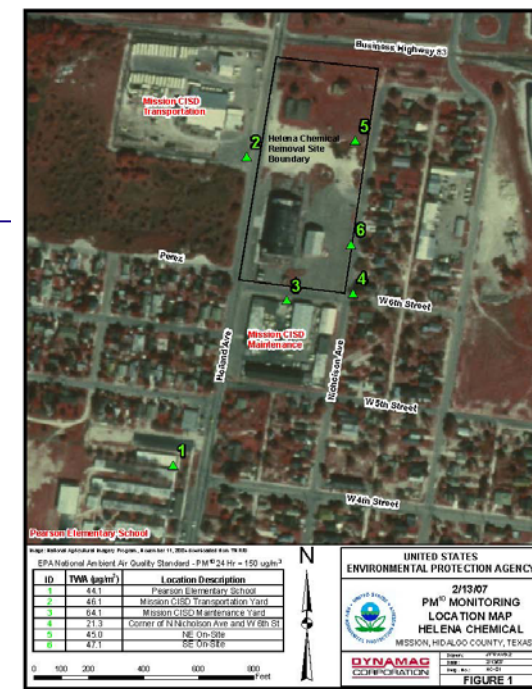 Business Highway 83
Mission CISD
Transportation
Helena Chemical
Removal Site
Boundary
5
2
6
Perez
3
4
W 6th Street
Mission CISD
Maintenance
Holland Ave
Nicholson Ave
W 5th Street
1
W 4th Street
Pearson Elementary School
EPA National Ambient Air Quality Standard - PM¹⁰ 24 Hr = 150 ug/m³
ID TWA (µg/m³) Location Description
1 44.1 Pearson Elementary School
2 46.1 Mission CISD Transportation Yard
3 64.1 Mission CISD Maintenance Yard
4 21.3 Corner of N Nicholson Ave and W 6th St
5 45.0 NE On-Site
6 47.1 SE On-Site
0 100 200 400 600 800
Feet
N
UNITED STATES
ENVIRONMENTAL PROTECTION AGENCY
2/13/07
PM¹⁰ MONITORING
LOCATION MAP
HELENA CHEMICAL
MISSION, HIDALGO COUNTY, TEXAS
DYNAMAC
CORPORATION
FIGURE 1